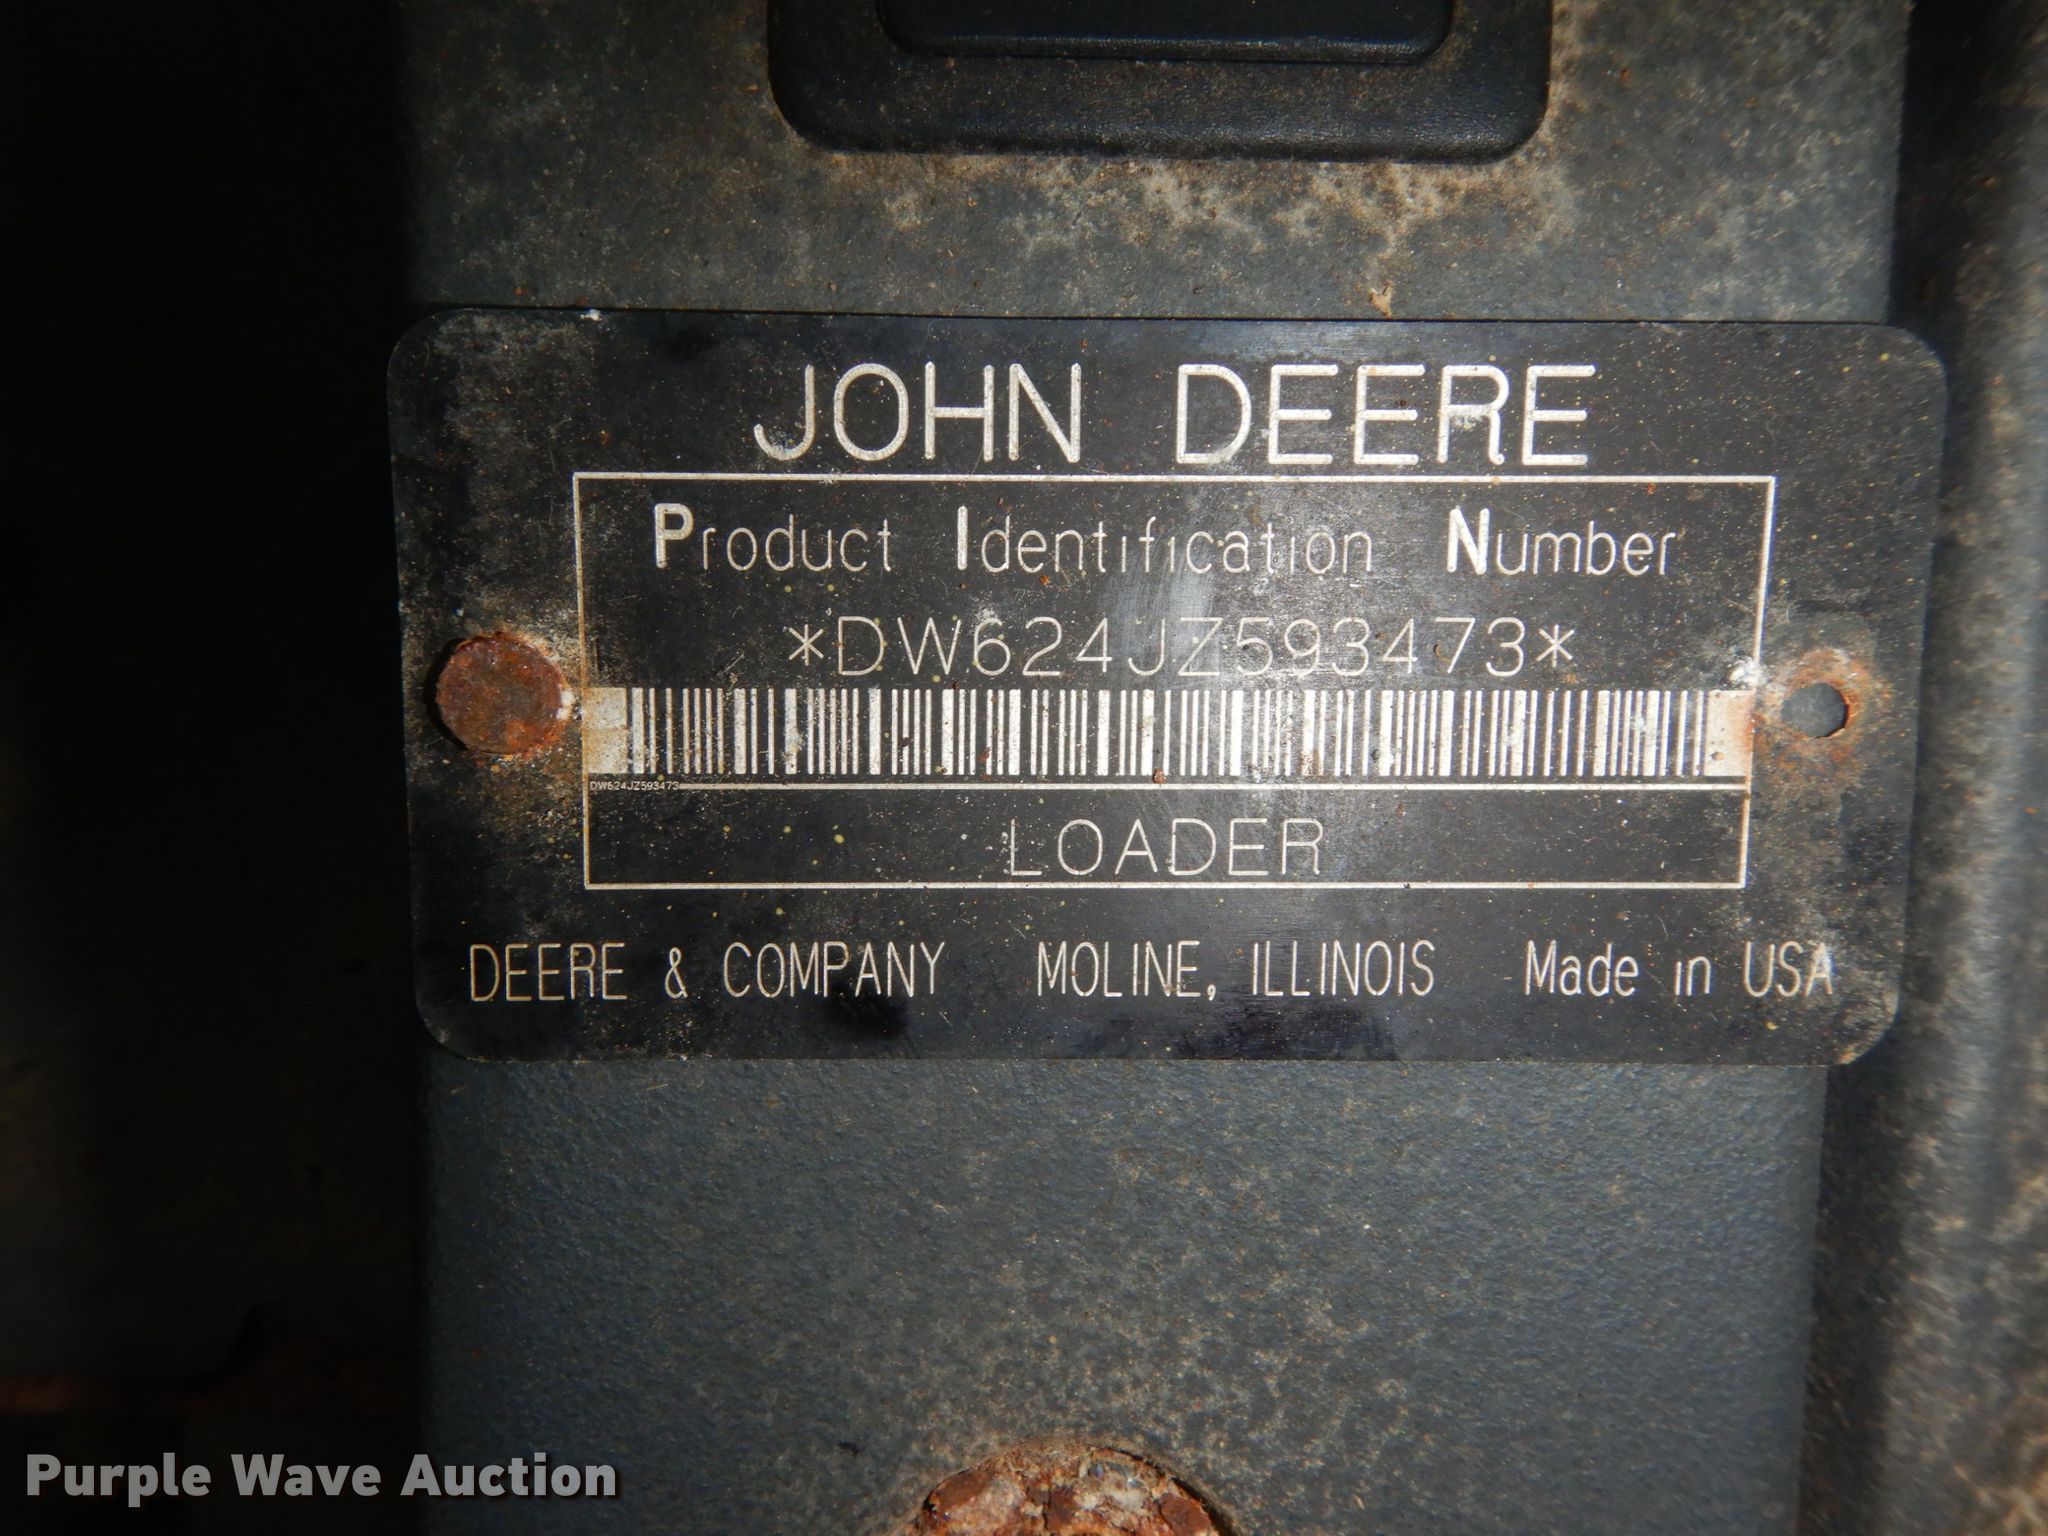 JOHN DEERE
Product Identification Number
*DW624JZ593473*
DW624JZ593473
LOADER
DEERE & COMPANY MOLINE, ILLINOIS Made in USA
Purple Wave Auction